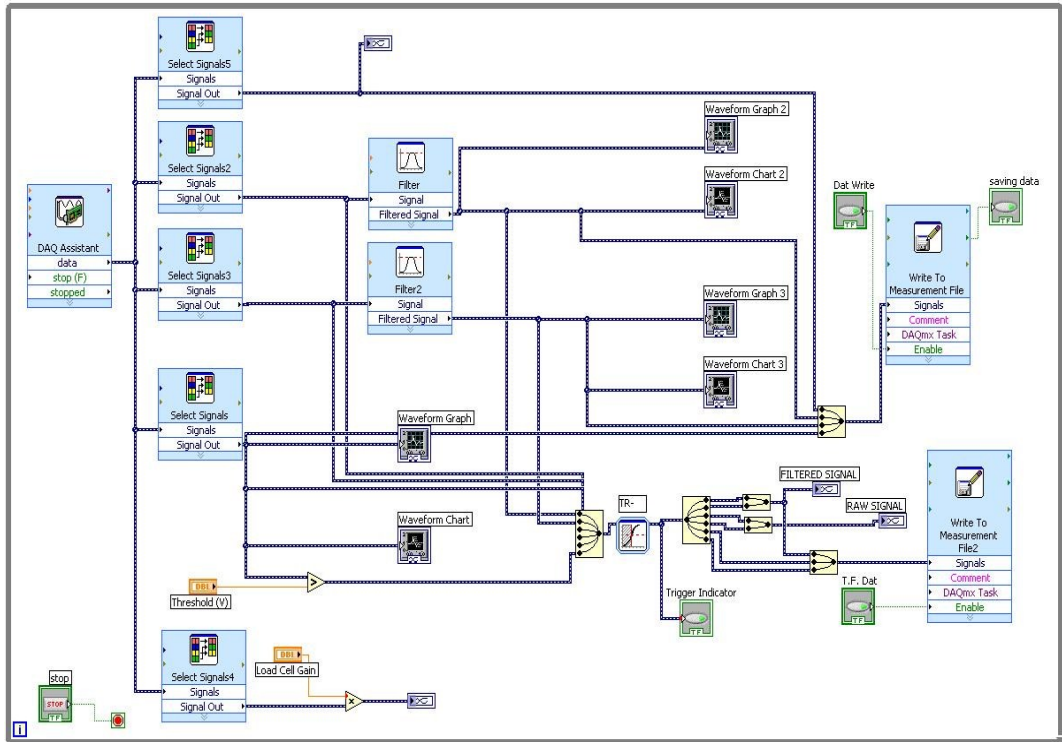 Select Signals5
Signals
Signal Out
Select Signals2
Signals
Signal Out
DAQ Assistant
data
stop (F)
stopped
Select Signals3
Signals
Signal Out
Filter
Signal
Filtered Signal
Filter2
Signal
Filtered Signal
Waveform Graph 2
Waveform Chart 2
Waveform Graph 3
Waveform Chart 3
Dat Write
TF
saving data
TF
Write To
Measurement File
Signals
Comment
DAQmx Task
Enable
Select Signals
Signals
Signal Out
Waveform Graph
Waveform Chart
DBL
Threshold (V)
>
TR-
FILTERED SIGNAL
RAW SIGNAL
Trigger Indicator
TF
T.F. Dat
TF
Write To
Measurement
File2
Signals
Comment
DAQmx Task
Enable
Select Signals4
Signals
Signal Out
DBL
Load Cell Gain
x
stop
STOP
TF
i